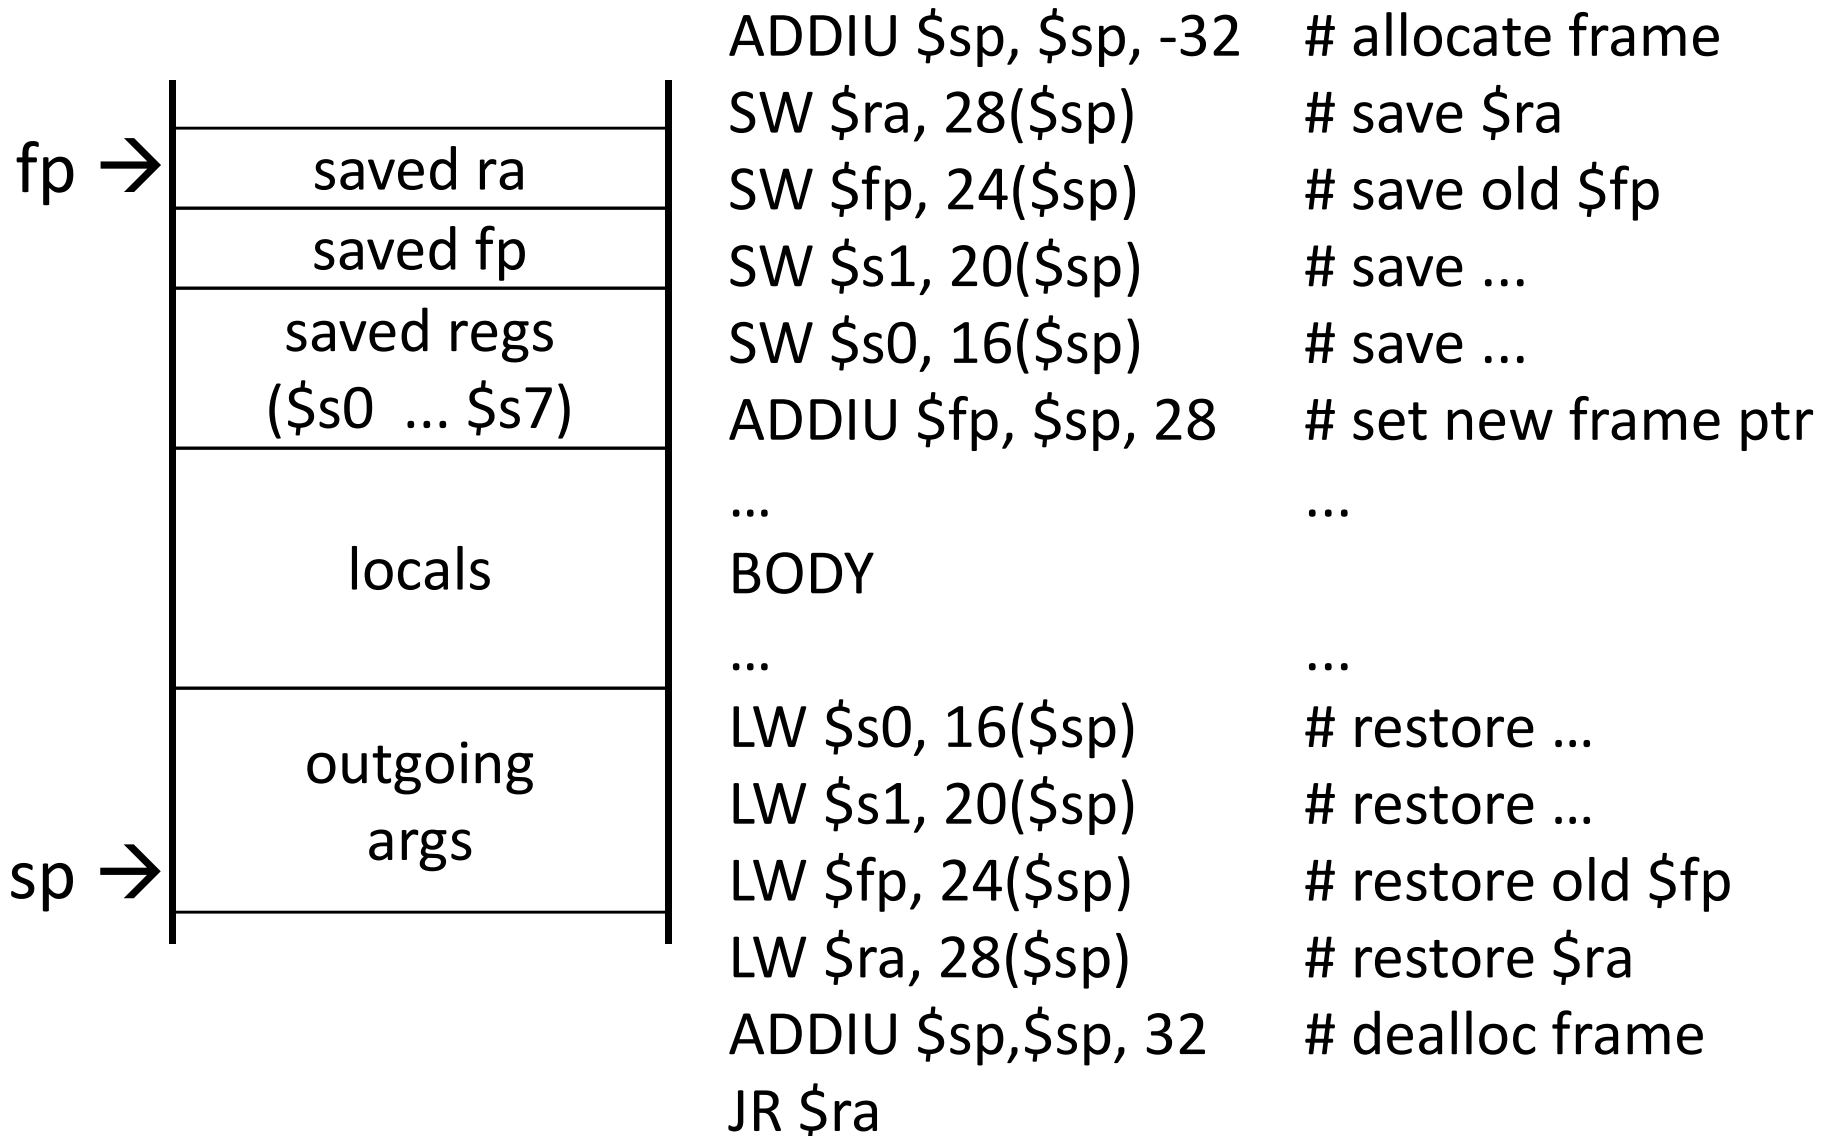 fp →
saved ra
saved fp
saved regs
($s0 ... $s7)
locals
outgoing
args
sp →
ADDIU $sp, $sp, -32 # allocate frame
SW $ra, 28($sp) # save $ra
SW $fp, 24($sp) # save old $fp
SW $s1, 20($sp) # save ...
SW $s0, 16($sp) # save ...
ADDIU $fp, $sp, 28 # set new frame ptr
... ...
BODY
... ...
LW $s0, 16($sp) # restore ...
LW $s1, 20($sp) # restore ...
LW $fp, 24($sp) # restore old $fp
LW $ra, 28($sp) # restore $ra
ADDIU $sp,$sp, 32 # dealloc frame
JR $ra